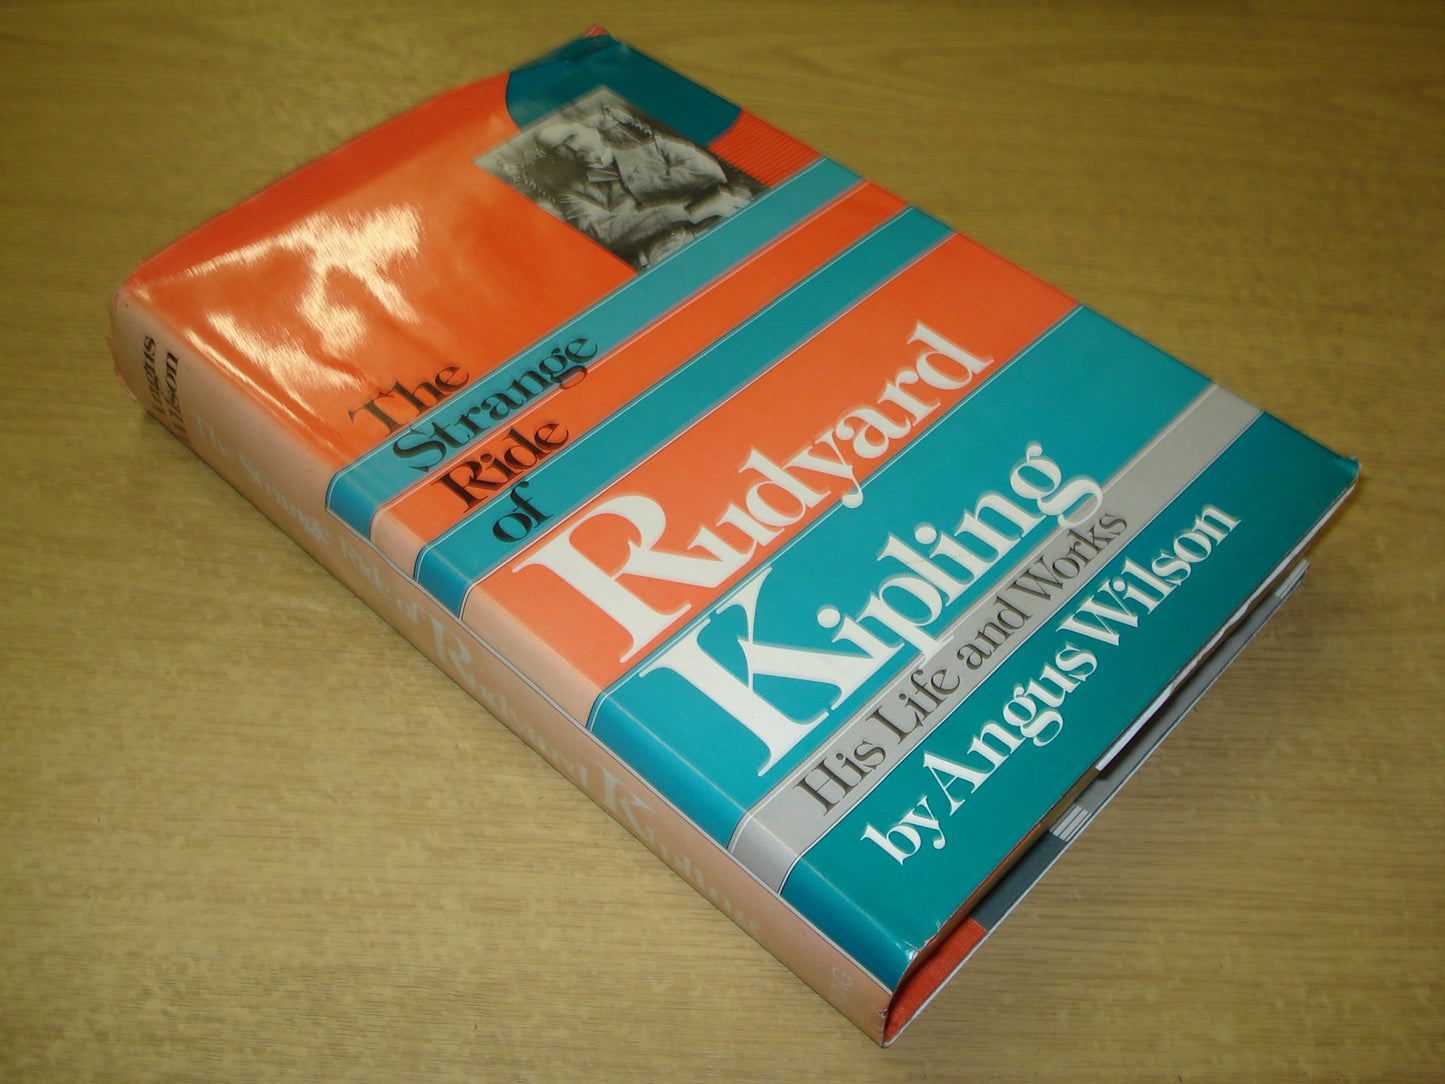 The
Strange
Ride
of
Rudyard
Kipling
His Life and Works
by Angus Wilson
Angus
Wilson
The Strange Ride of Rudyard Kipling